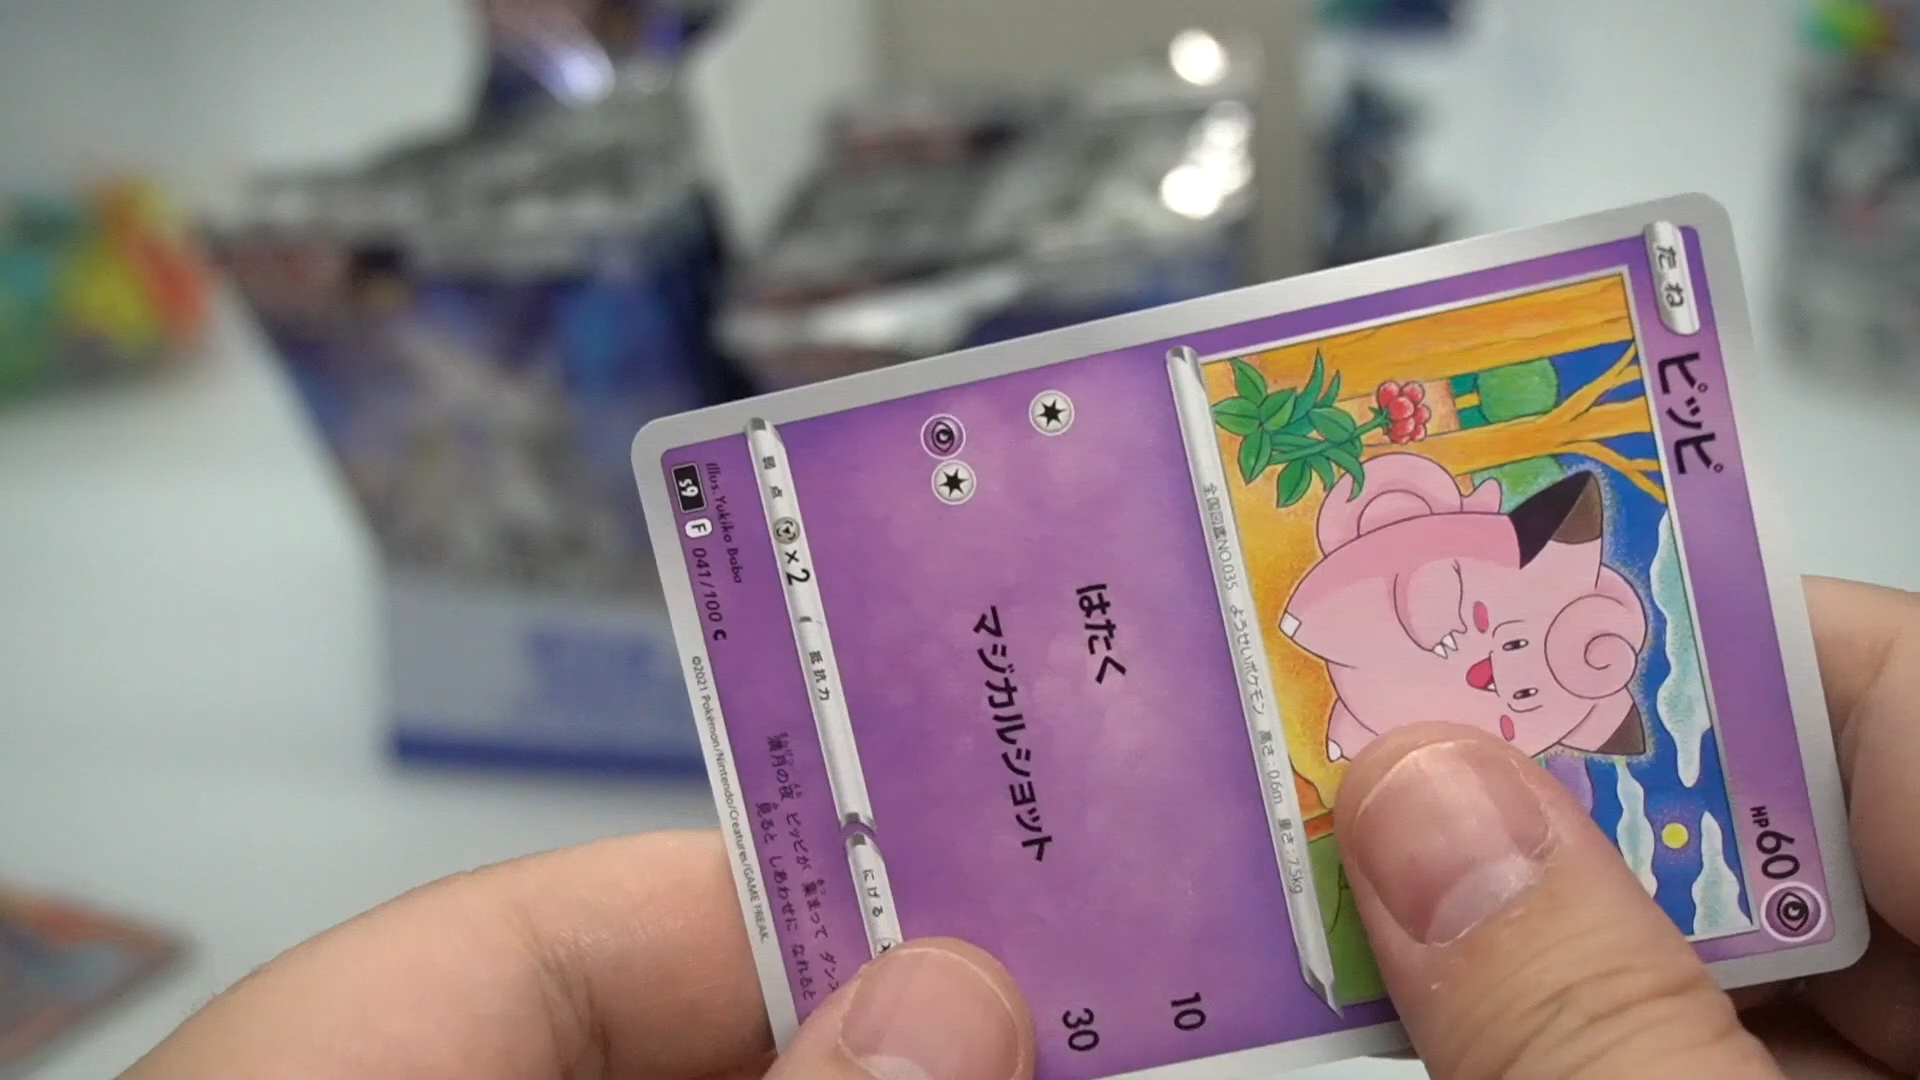 たね
ピッピ
HP60
全国図鑑NO.035 ようせいポケモン 高さ:0.6m 重さ:7.5kg
はたく
10
マジカルショット
30
弱点
×2
抵抗力
にげる
満月の夜 ピッピが 集まって ダンス
見ると しあわせに なれると
Illus.Yukiko Baba
s9 F 041/100 C
©2021 Pokémon/Nintendo/Creatures/GAME FREAK.